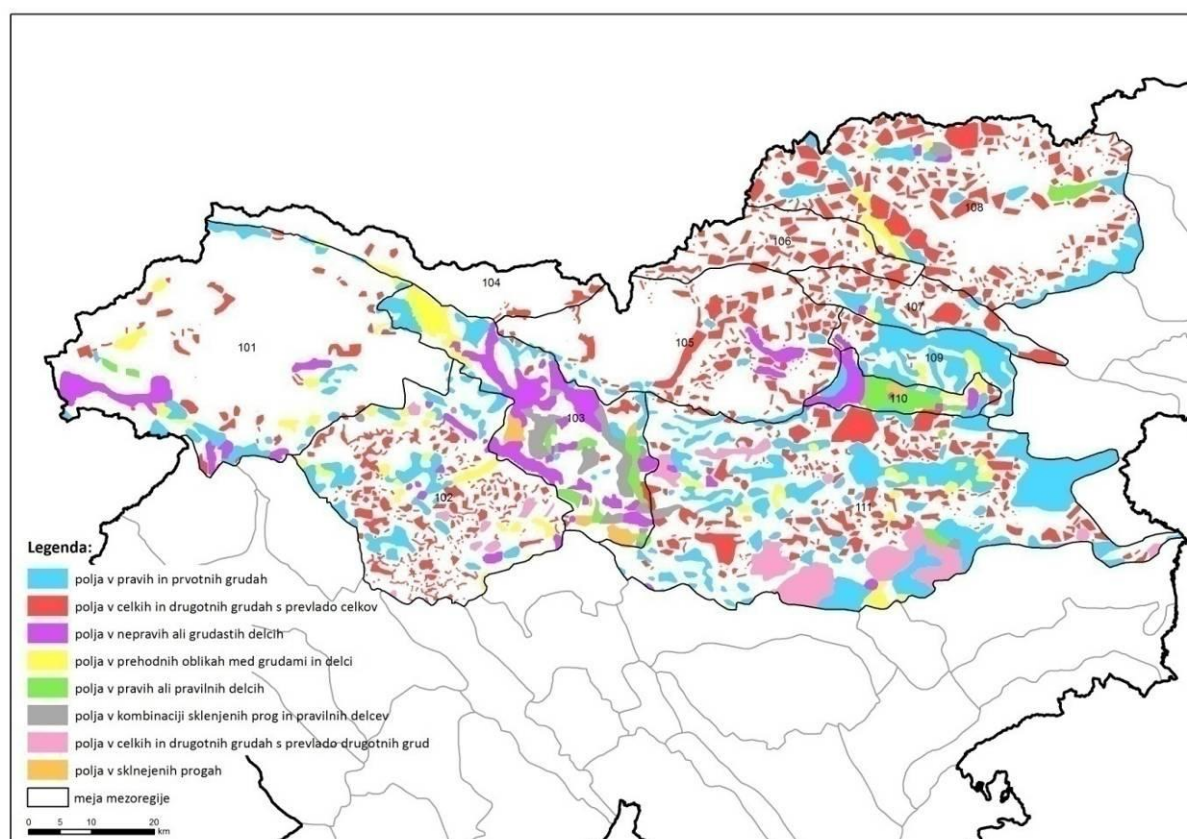 108
106
104
107
101
105
109
110
103
102
111
Legenda:
polja v pravih in prvotnih grudah
polja v celkih in drugotnih grudah s prevlado celkov
polja v nepravih ali grudastih delcih
polja v prehodnih oblikah med grudami in delci
polja v pravih ali pravilnih delcih
polja v kombinaciji sklenjenih prog in pravilnih delcev
polja v celkih in drugotnih grudah s prevlado drugotnih grud
polja v sklnejenih progah
meja mezoregije
0 5 10 20
km